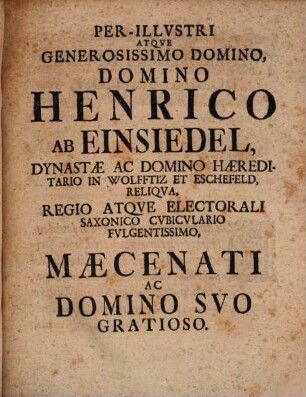 PER-ILLVSTRI
ATQVE
GENEROSISSIMO DOMINO,
DOMINO
HENRICO
AB EINSIEDEL,
DYNASTÆ AC DOMINO HÆREDI-
TARIO IN WOLFFTIZ ET ESCHEFELD,
RELIQVA,
REGIO ATQVE ELECTORALI
SAXONICO CVBICVLARIO
FVLGENTISSIMO,
MÆCENATI
AC
DOMINO SVO
GRATIOSO.